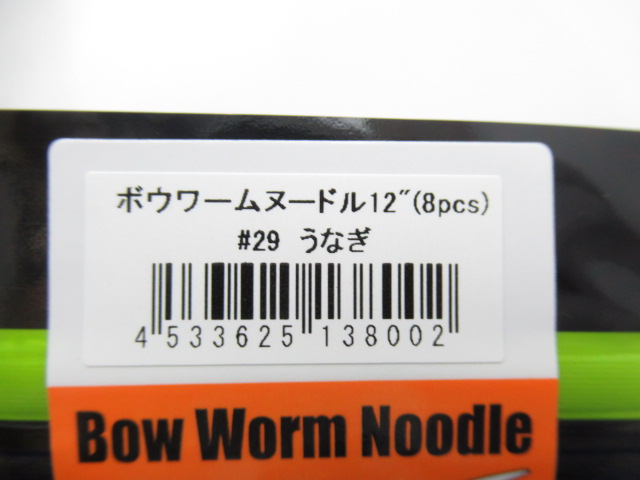 ボウワームヌードル12″(8pcs)
#29 うなぎ
4 533625 138002
Bow Worm Noodle